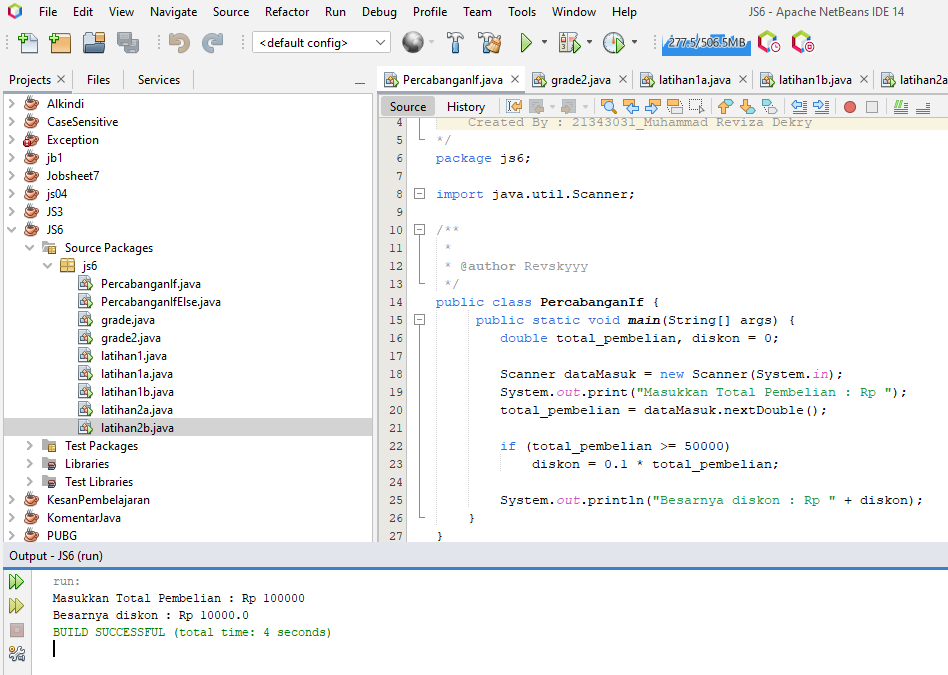 File Edit View Navigate Source Refactor Run Debug Profile Team Tools Window Help JS6 - Apache NetBeans IDE 14
<default config> 277.5/506.5MB
Projects Files Services
Alkindi
CaseSensitive
Exception
jb1
Jobsheet7
js04
JS3
JS6
Source Packages
js6
PercabanganIf.java
PercabanganIfElse.java
grade.java
grade2.java
latihan1.java
latihan1a.java
latihan1b.java
latihan2a.java
latihan2b.java
Test Packages
Libraries
Test Libraries
KesanPembelajaran
KomentarJava
PUBG
PercabanganIf.java grade2.java latihan1a.java latihan1b.java latihan2a
Source History
4 Created By : 21343031_Muhammad Reviza Dekry
5 */
6 package js6;
7
8 import java.util.Scanner;
9
10 /**
11 *
12 * @author Revskyyy
13 */
14 public class PercabanganIf {
15 public static void main(String[] args) {
16 double total_pembelian, diskon = 0;
17
18 Scanner dataMasuk = new Scanner(System.in);
19 System.out.print("Masukkan Total Pembelian : Rp ");
20 total_pembelian = dataMasuk.nextDouble();
21
22 if (total_pembelian >= 50000)
23 diskon = 0.1 * total_pembelian;
24
25 System.out.println("Besarnya diskon : Rp " + diskon);
26 }
27 }
Output - JS6 (run)
run:
Masukkan Total Pembelian : Rp 100000
Besarnya diskon : Rp 10000.0
BUILD SUCCESSFUL (total time: 4 seconds)